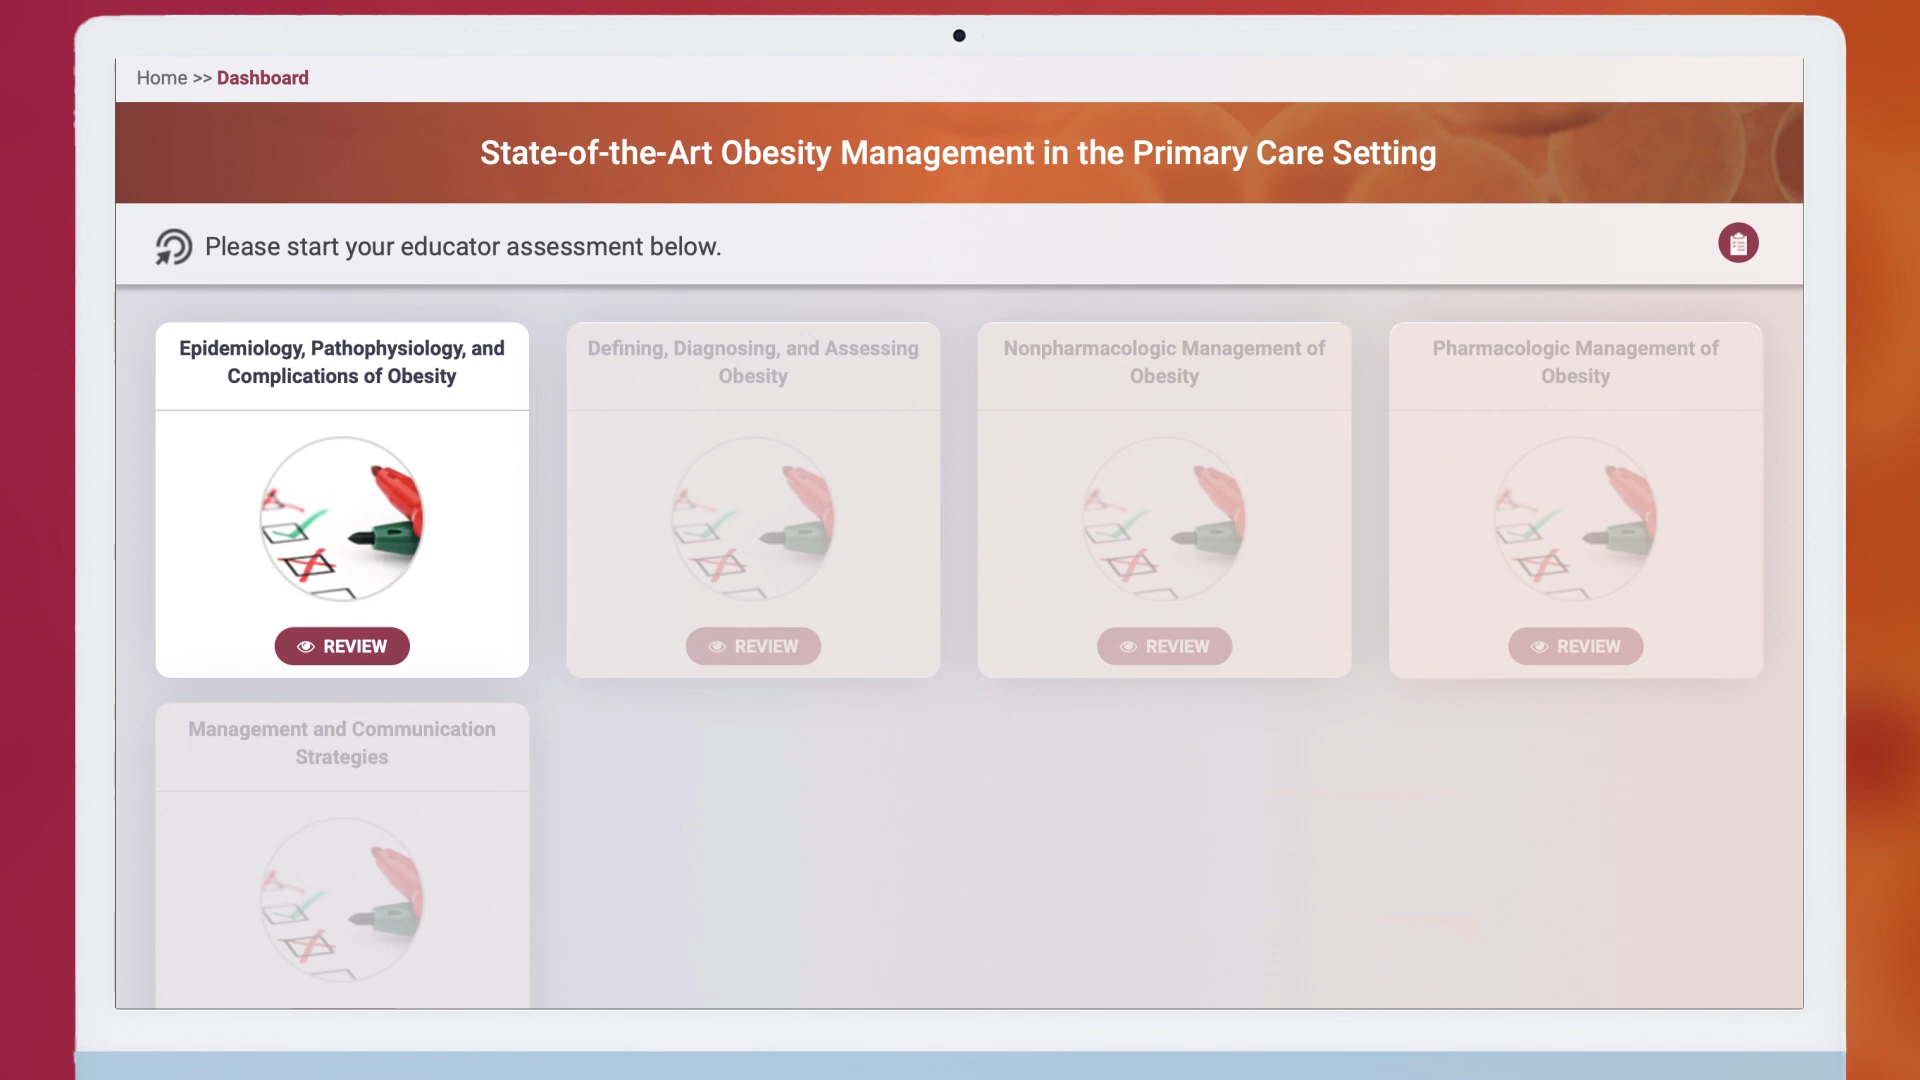 Home >> Dashboard
State-of-the-Art Obesity Management in the Primary Care Setting
Please start your educator assessment below.
Epidemiology, Pathophysiology, and
Complications of Obesity
REVIEW
Defining, Diagnosing, and Assessing
Obesity
REVIEW
Nonpharmacologic Management of
Obesity
REVIEW
Pharmacologic Management of
Obesity
REVIEW
Management and Communication
Strategies